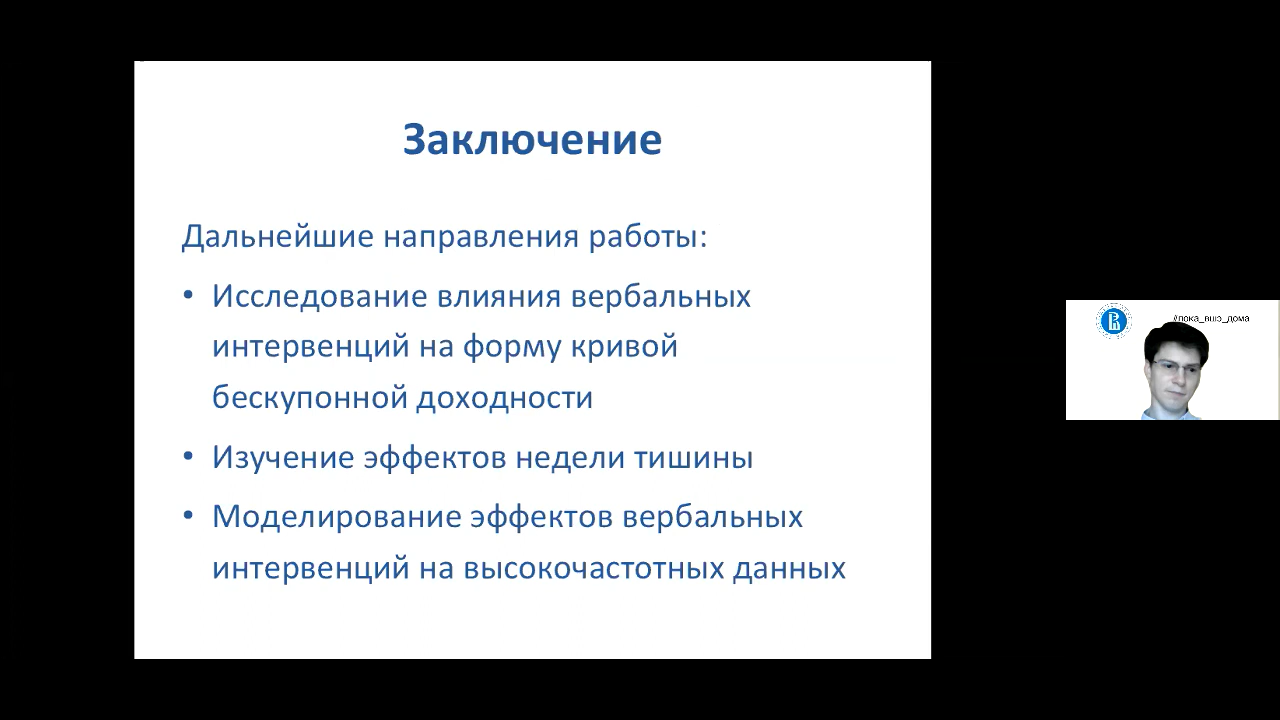 Заключение
Дальнейшие направления работы:
• Исследование влияния вербальных
интервенций на форму кривой
бескупонной доходности
• Изучение эффектов недели тишины
• Моделирование эффектов вербальных
интервенций на высокочастотных данных
#пока_вшэ_дома